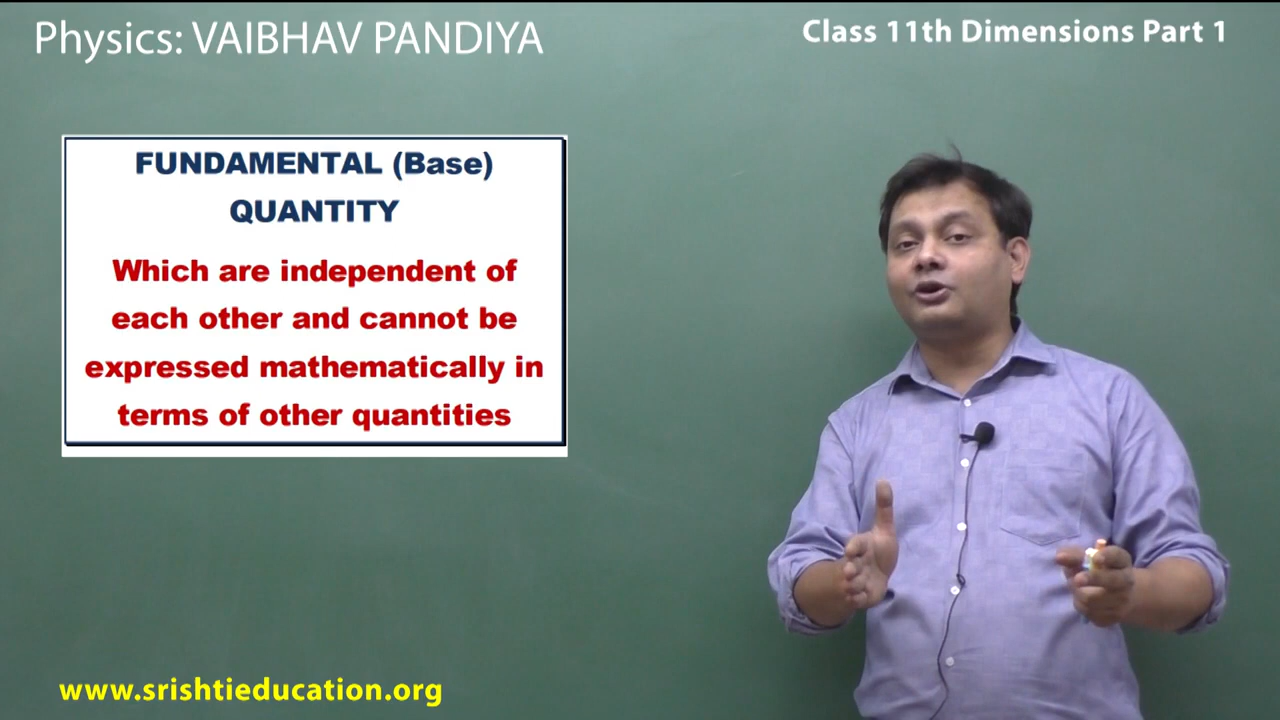 Physics: VAIBHAV PANDIYA
Class 11th Dimensions Part 1
FUNDAMENTAL (Base)
QUANTITY
Which are independent of
each other and cannot be
expressed mathematically in
terms of other quantities
www.srishtieducation.org